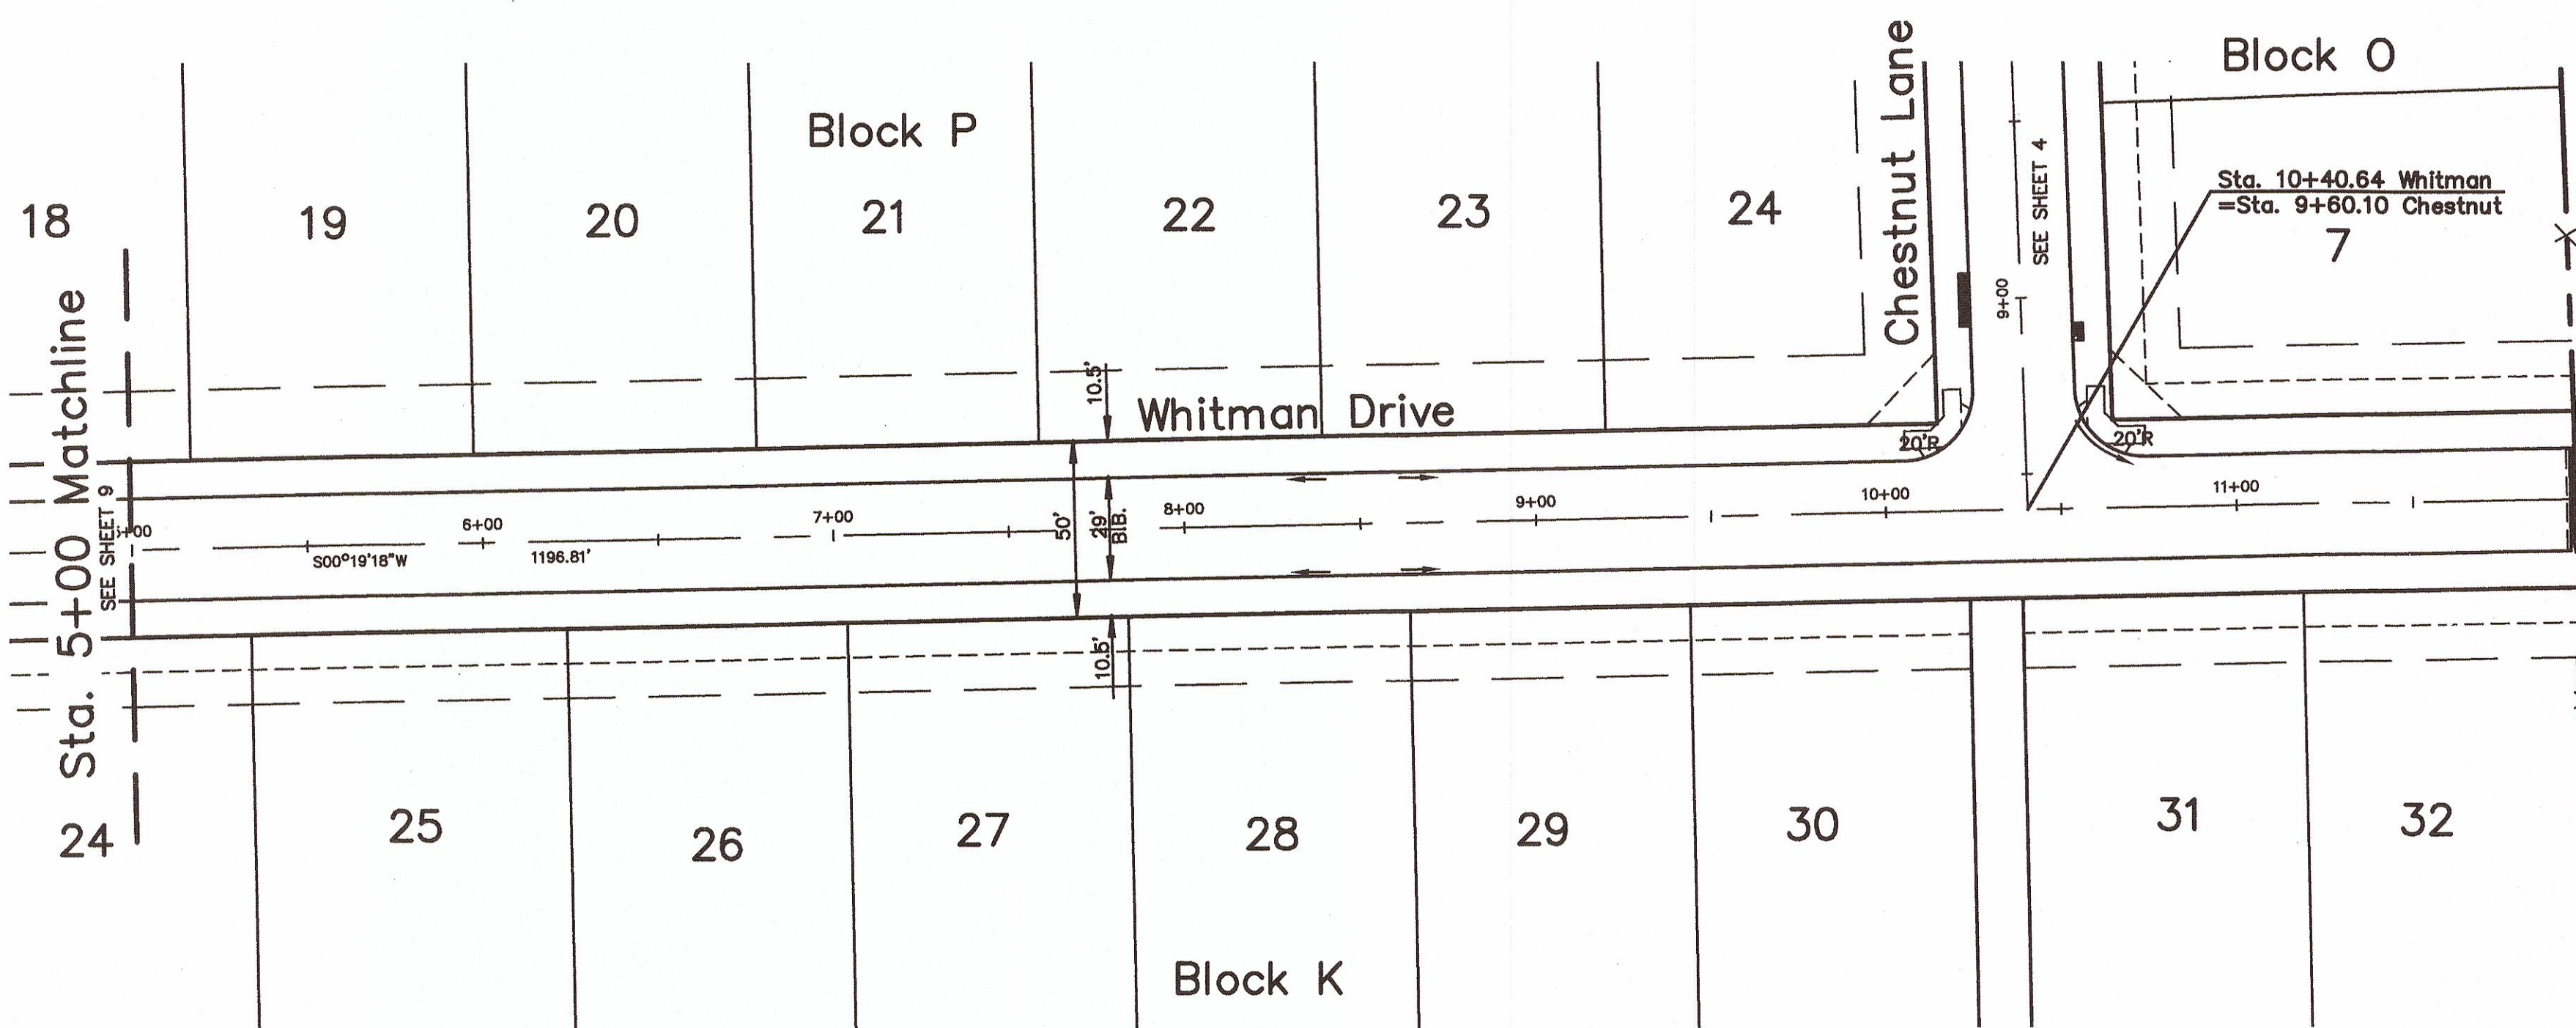 Block O
Block P
Chestnut Lane
SEE SHEET 4
Sta. 10+40.64 Whitman
=Sta. 9+60.10 Chestnut
18
19
20
21
22
23
24
7
9+00
10.5'
Whitman Drive
20'R
20'R
Sta. 5+00 Matchline
SEE SHEET 9
5+00
6+00
7+00
8+00
9+00
10+00
11+00
50'
29'
B.B.
S00°19'18"W
1196.81'
10.5'
24
25
26
27
28
29
30
31
32
Block K